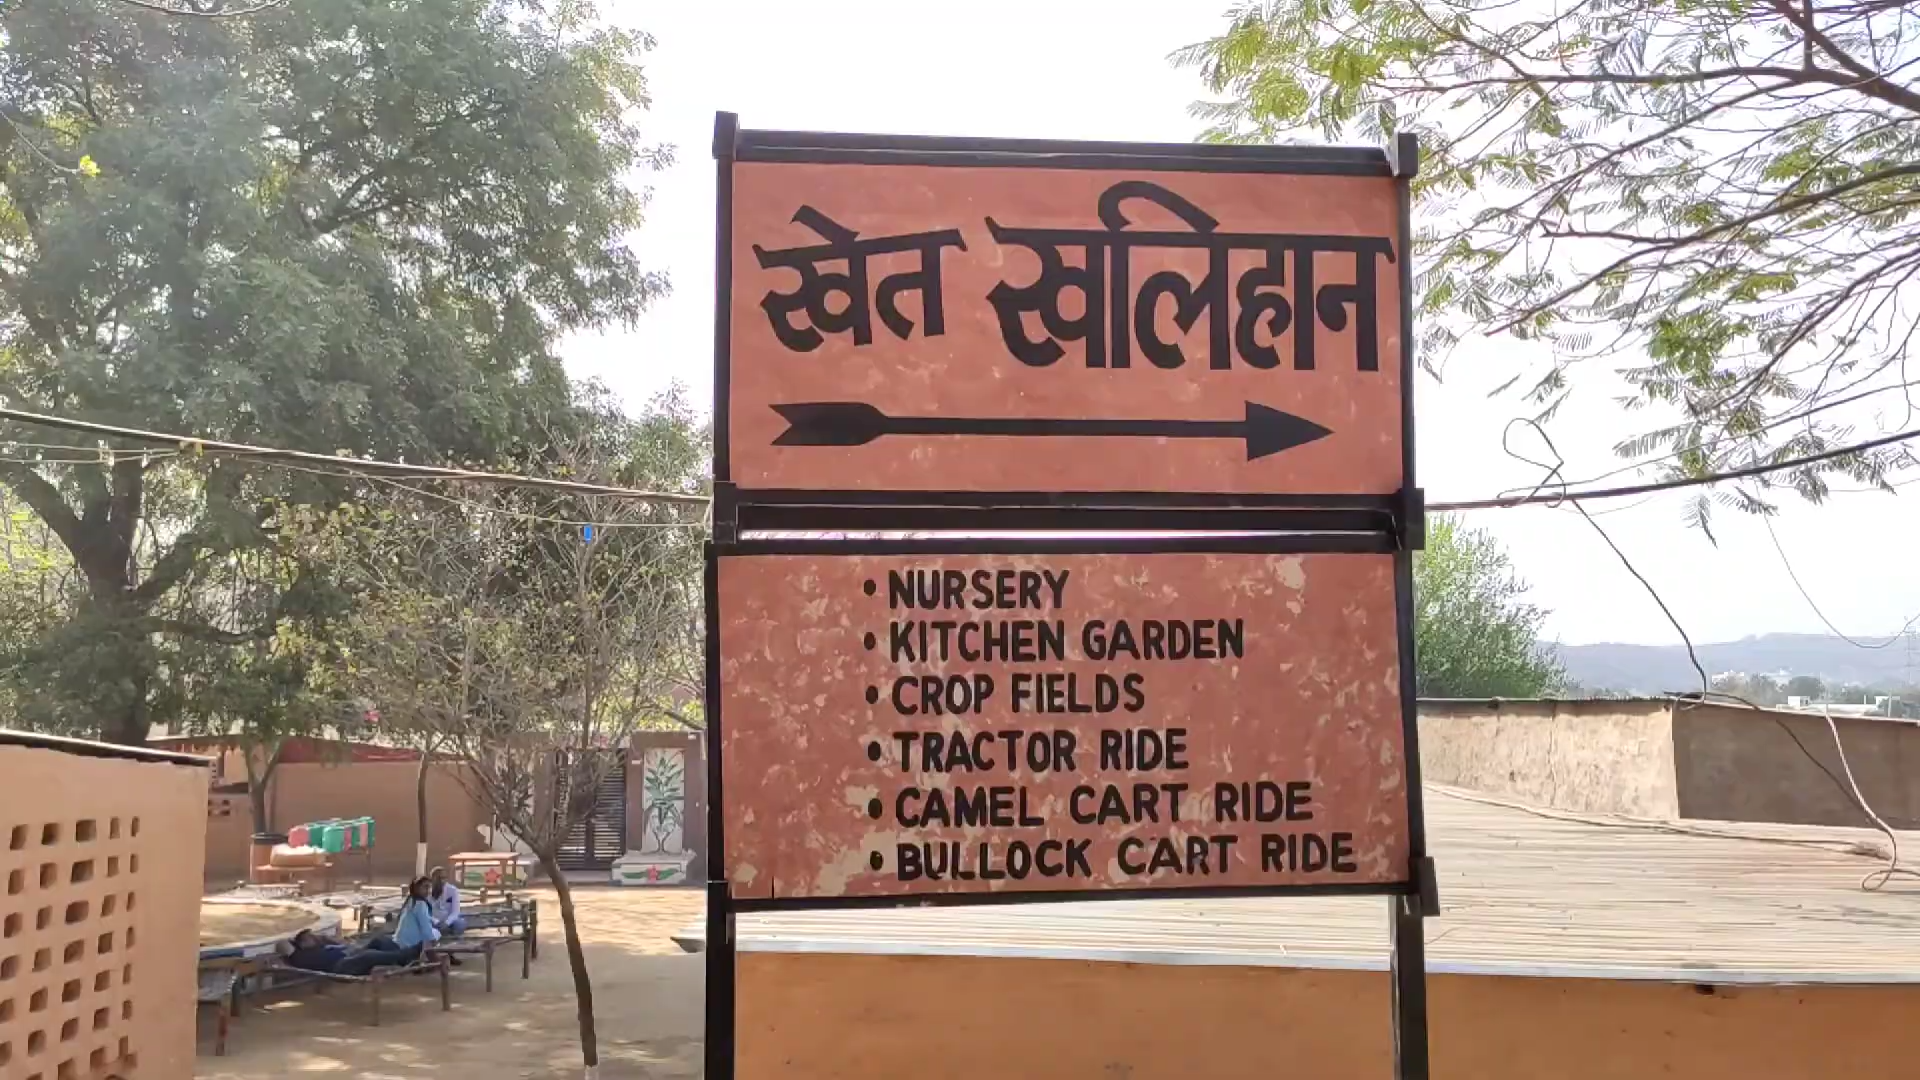 खेत खलिहान
• NURSERY
• KITCHEN GARDEN
• CROP FIELDS
• TRACTOR RIDE
• CAMEL CART RIDE
• BULLOCK CART RIDE